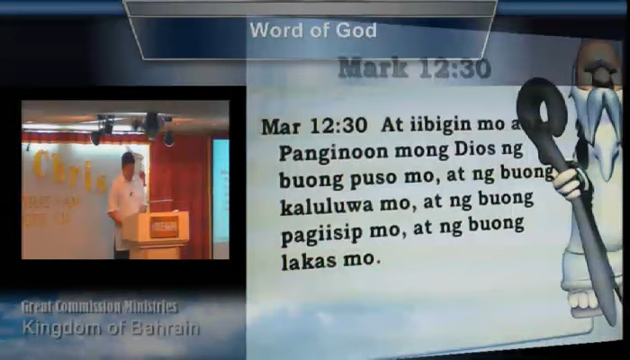 Word of God
Mark 12:30
Mar 12:30 At iibigin mo a
Panginoon mong Dios ng
buong puso mo, at ng buong
kaluluwa mo, at ng buong
pagiisip mo, at ng buong
lakas mo.
Chris
Great Commission Ministries
Kingdom of Bahrain